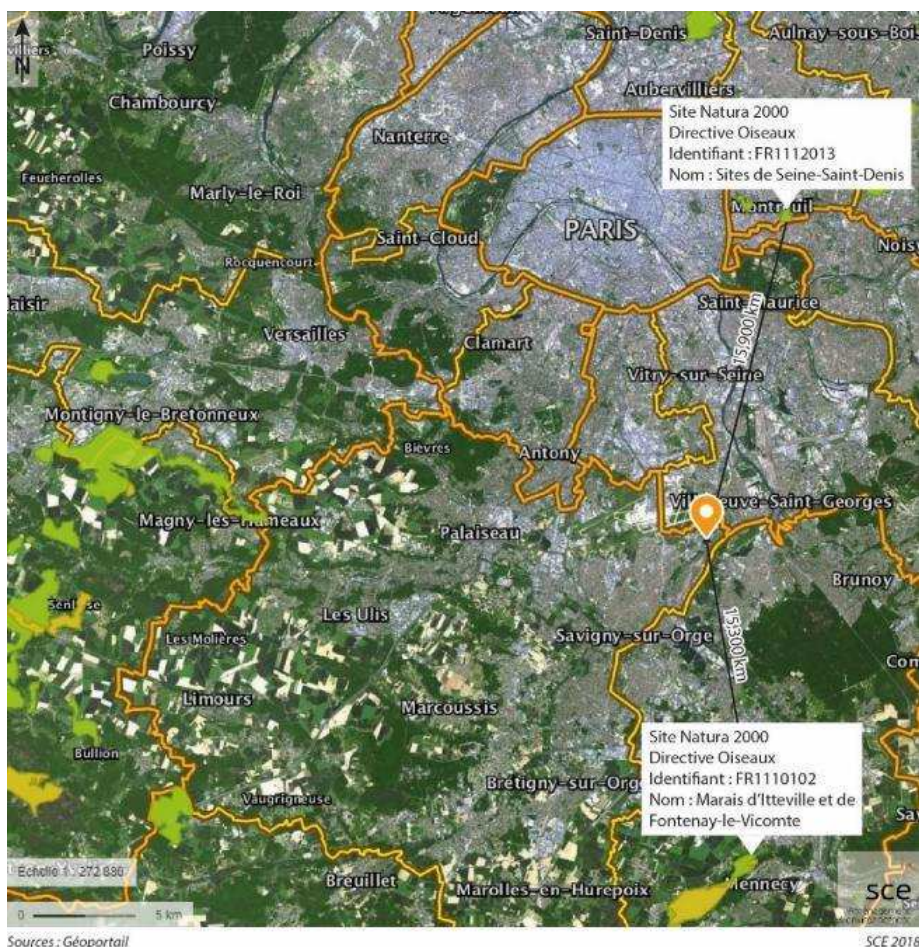 N
Poissy
Saint-Denis
Aulnay-sous-Bois
Chambourcy
Aubervilliers
Nanterre
Site Natura 2000
Directive Oiseaux
Identifiant : FR1112013
Nom : Sites de Seine-Saint-Denis
Feucherolles
Marly-le-Roi
Montreuil
PARIS
Saint-Cloud
Rocquencourt
Versailles
Clamart
15,900 km
Vitry-sur-Seine
Montigny-le-Bretonneux
Bièvres
Antony
Magny-les-Hameaux
Palaiseau
Brunoy
Les Ulis
Savigny-sur-Orge
Les Molières
15,300 km
Limours
Marcoussis
Site Natura 2000
Directive Oiseaux
Identifiant : FR1110102
Nom : Marais d'Itteville et de
Fontenay-le-Vicomte
Bullion
Brétigny-sur-Org
Vaugrigneuse
Echelle 1 : 272 886
Breuillet
Marolles-en-Hurepoix
Mennecy
sce
0 5 km
Sources : Géoportail
SCE 2018